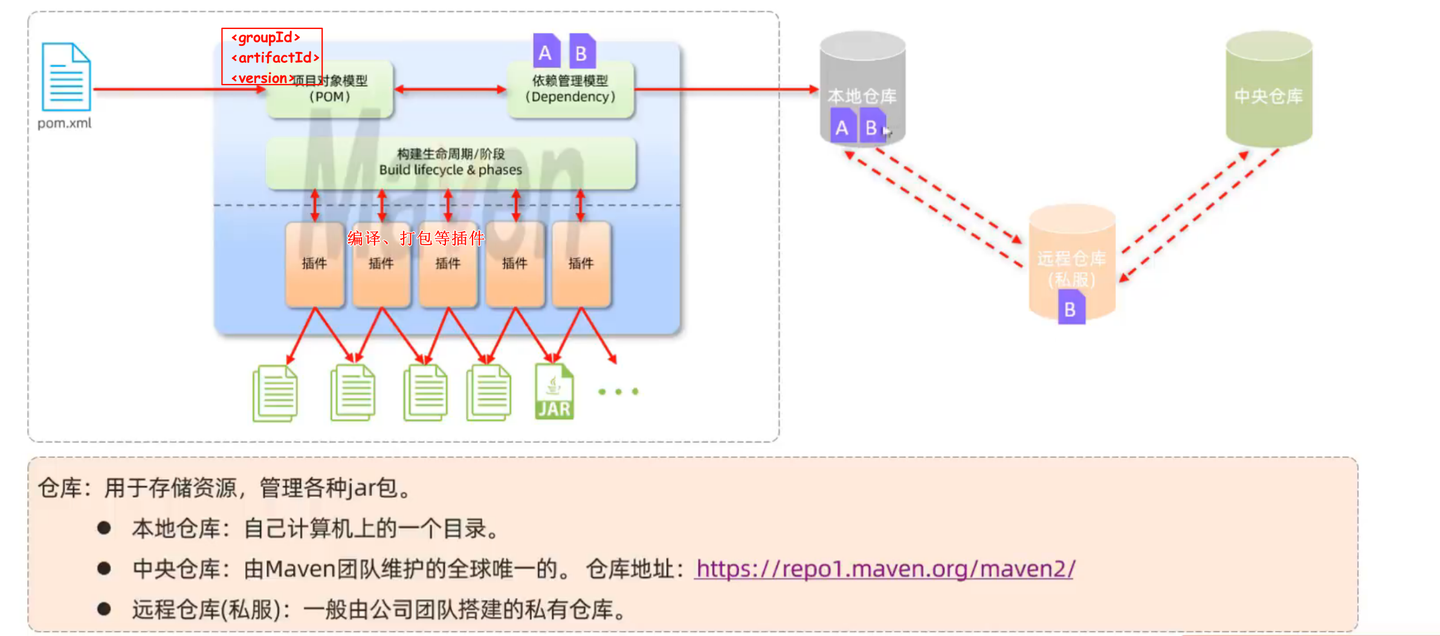 <groupId>
<artifactId>
<version>
项目对象模型
(POM)
A B
依赖管理模型
(Dependency)
pom.xml
本地仓库
A B
中央仓库
构建生命周期/阶段
Build lifecycle & phases
Maven
编译、打包等插件
插件 插件 插件 插件 插件
远程仓库
(私服)
B
JAR
仓库：用于存储资源，管理各种jar包。
● 本地仓库：自己计算机上的一个目录。
● 中央仓库：由Maven团队维护的全球唯一的。 仓库地址：https://repo1.maven.org/maven2/
● 远程仓库(私服)：一般由公司团队搭建的私有仓库。